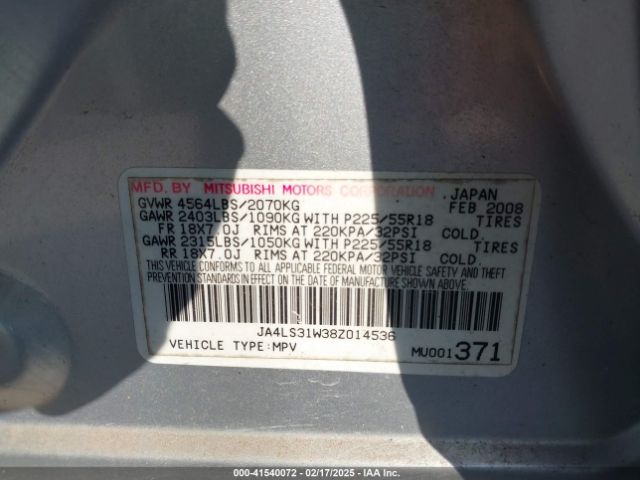 MFD. BY MITSUBISHI MOTORS CORPORATION. JAPAN
GVWR 4564LBS/2070KG FEB 2008
GAWR 2403LBS/1090KG WITH P225/55R18 TIRES
FR 18X7.0J RIMS AT 220KPA/32PSI COLD.
GAWR 2315LBS/1050KG WITH P225/55R18 TIRES
RR 18X7.0J RIMS AT 220KPA/32PSI COLD.
THIS VEHICLE CONFORMS TO ALL APPLICABLE FEDERAL MOTOR VEHICLE SAFETY AND THEFT
PREVENTION STANDARDS IN EFFECT ON THE DATE OF MANUFACTURE SHOWN ABOVE.
JA4LS31W38Z014536
VEHICLE TYPE:MPV MU001371
000-41540072 - 02/17/2025 - IAA Inc.